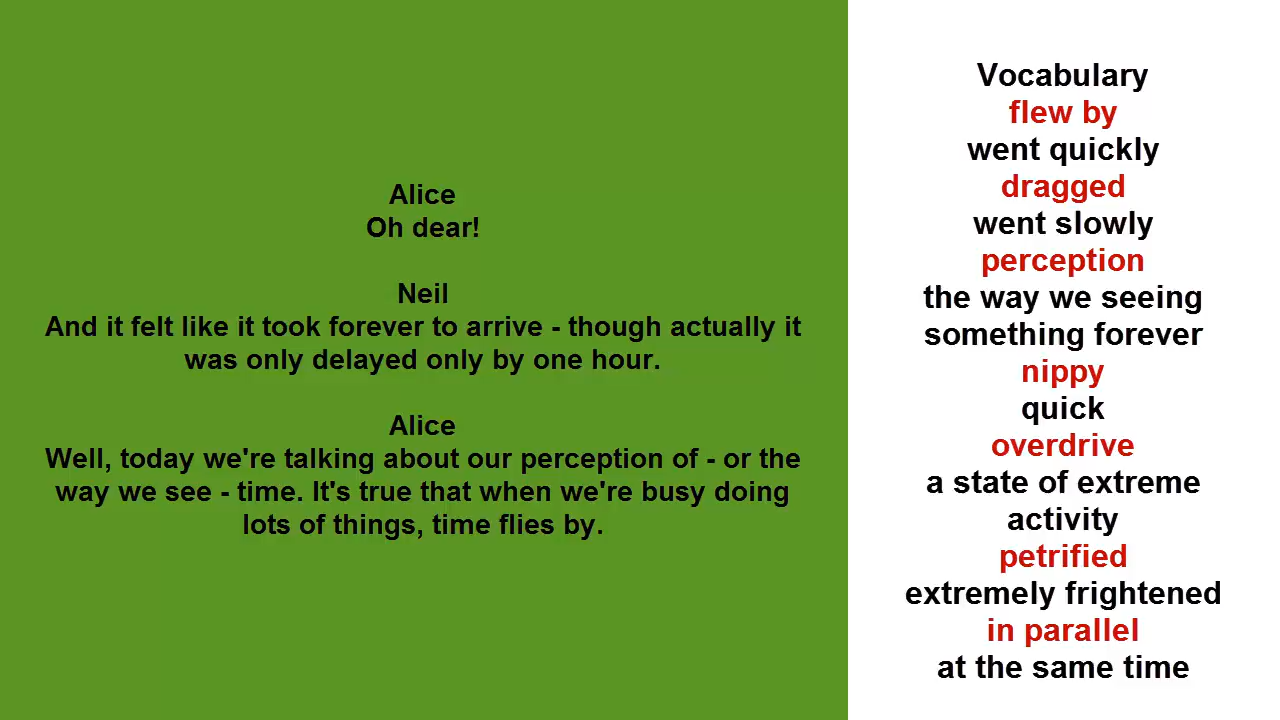 Alice
Oh dear!
Neil
And it felt like it took forever to arrive - though actually it
was only delayed only by one hour.
Alice
Well, today we're talking about our perception of - or the
way we see - time. It's true that when we're busy doing
lots of things, time flies by.
Vocabulary
flew by
went quickly
dragged
went slowly
perception
the way we seeing
something forever
nippy
quick
overdrive
a state of extreme
activity
petrified
extremely frightened
in parallel
at the same time